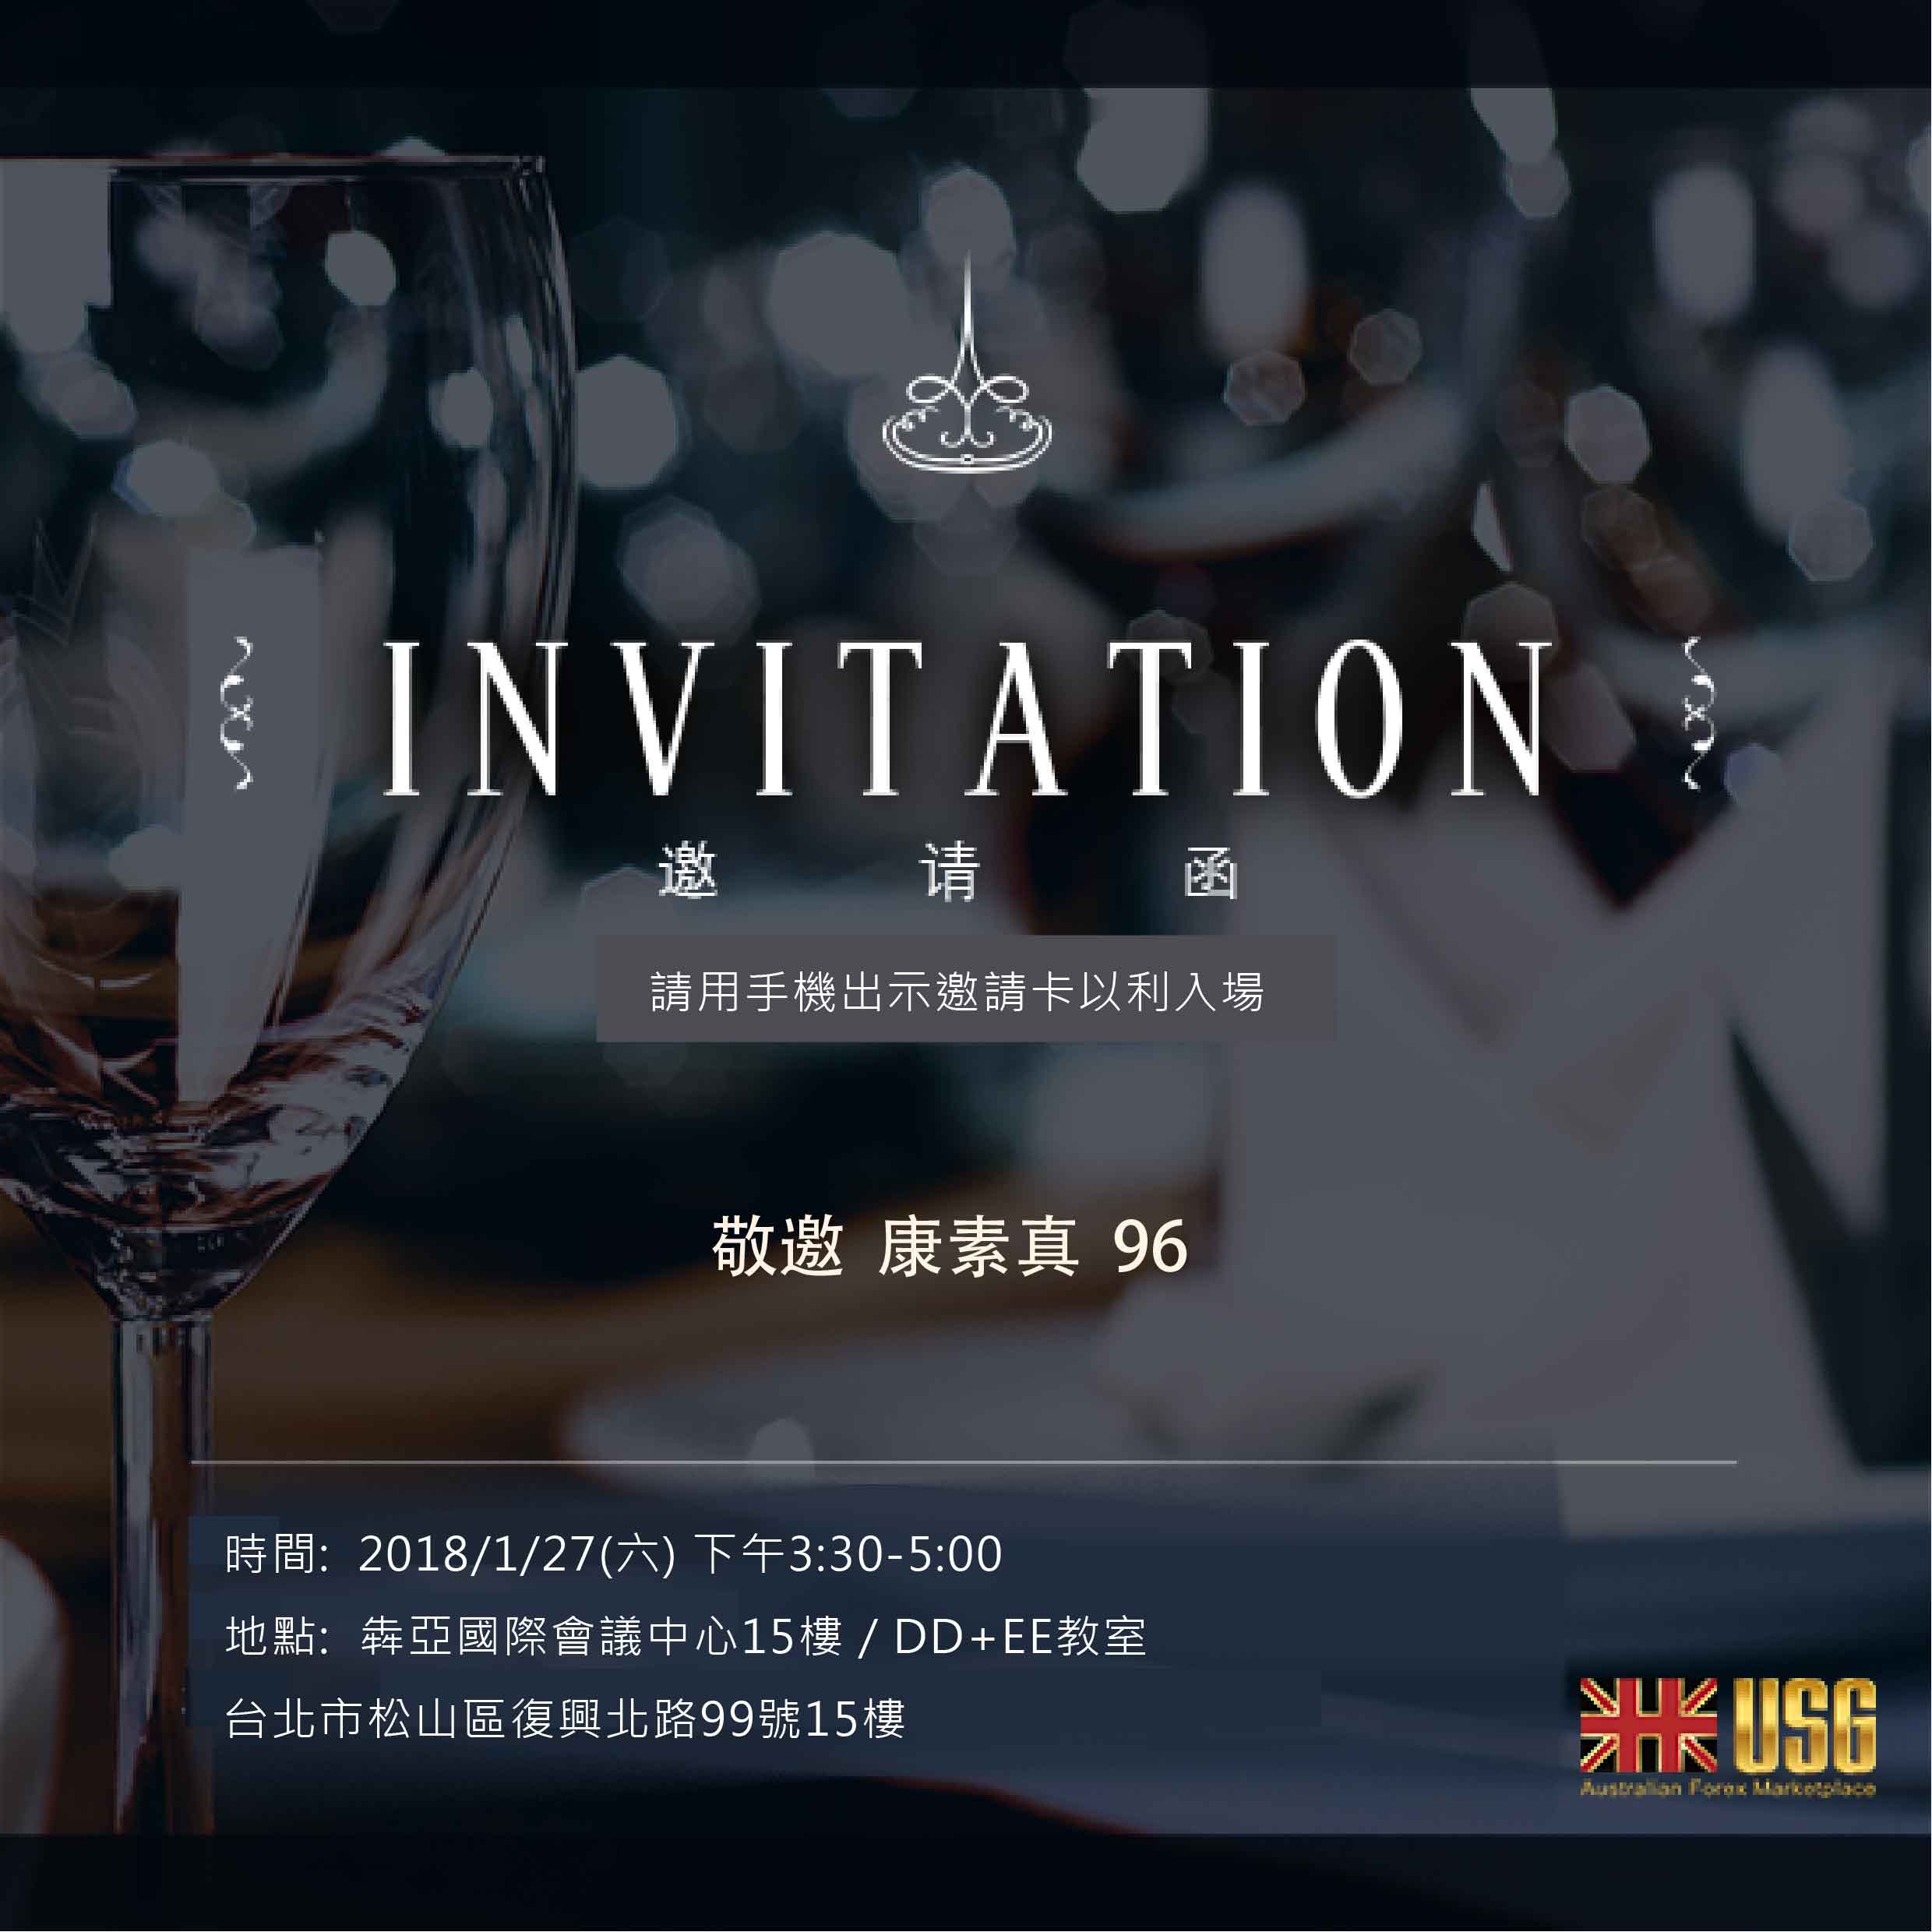 INVITATION
邀请函
請用手機出示邀請卡以利入場
敬邀 康素真 96
時間: 2018/1/27(六) 下午3:30-5:00
地點: 犇亞國際會議中心15樓 / DD+EE教室
台北市松山區復興北路99號15樓
USG
Australian Forex Marketplace